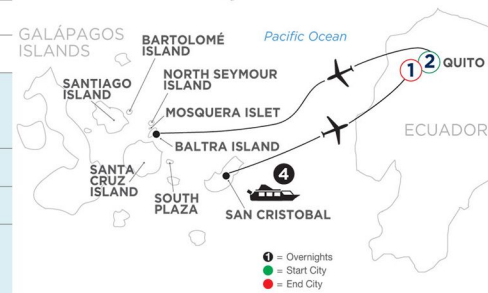 GALÁPAGOS
ISLANDS
BARTOLOMÉ
ISLAND
Pacific Ocean
SANTIAGO
ISLAND
NORTH SEYMOUR
ISLAND
MOSQUERA ISLET
BALTRA ISLAND
1
2
QUITO
ECUADOR
SANTA
CRUZ
ISLAND
SOUTH
PLAZA
4
SAN CRISTOBAL
1 = Overnights
= Start City
= End City